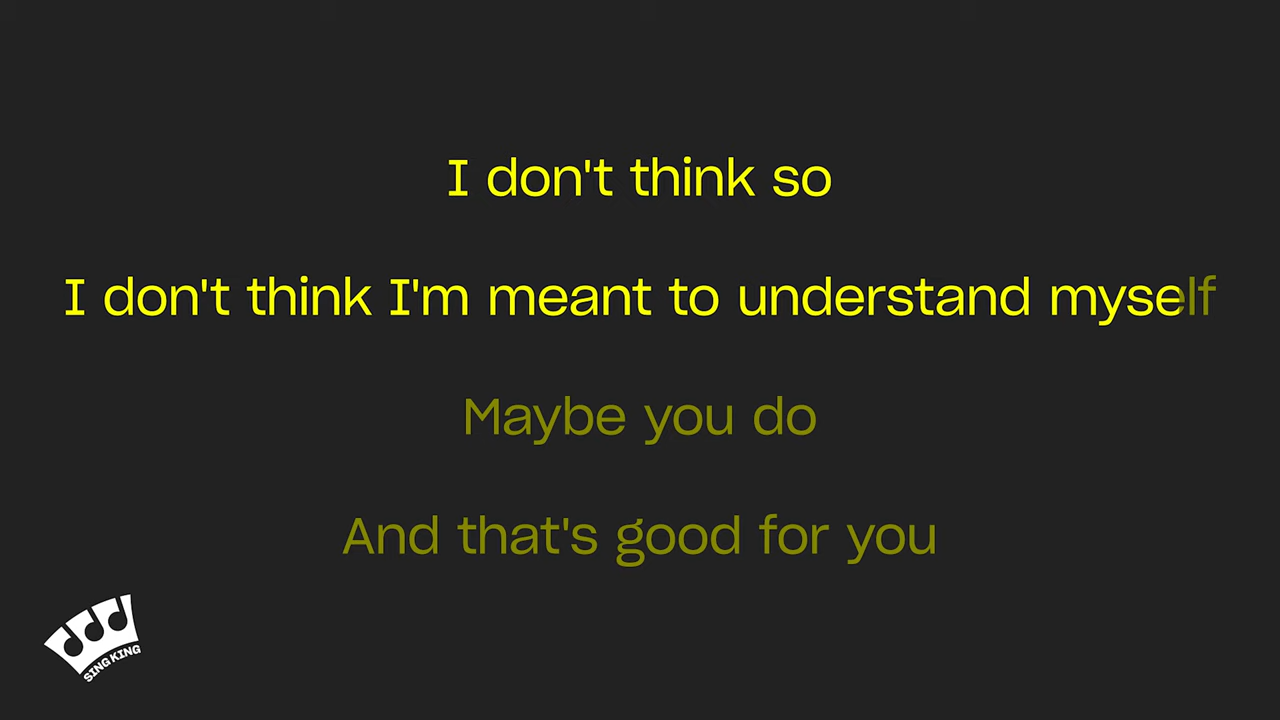 I don't think so
I don't think I'm meant to understand myself
Maybe you do
And that's good for you
SING KING